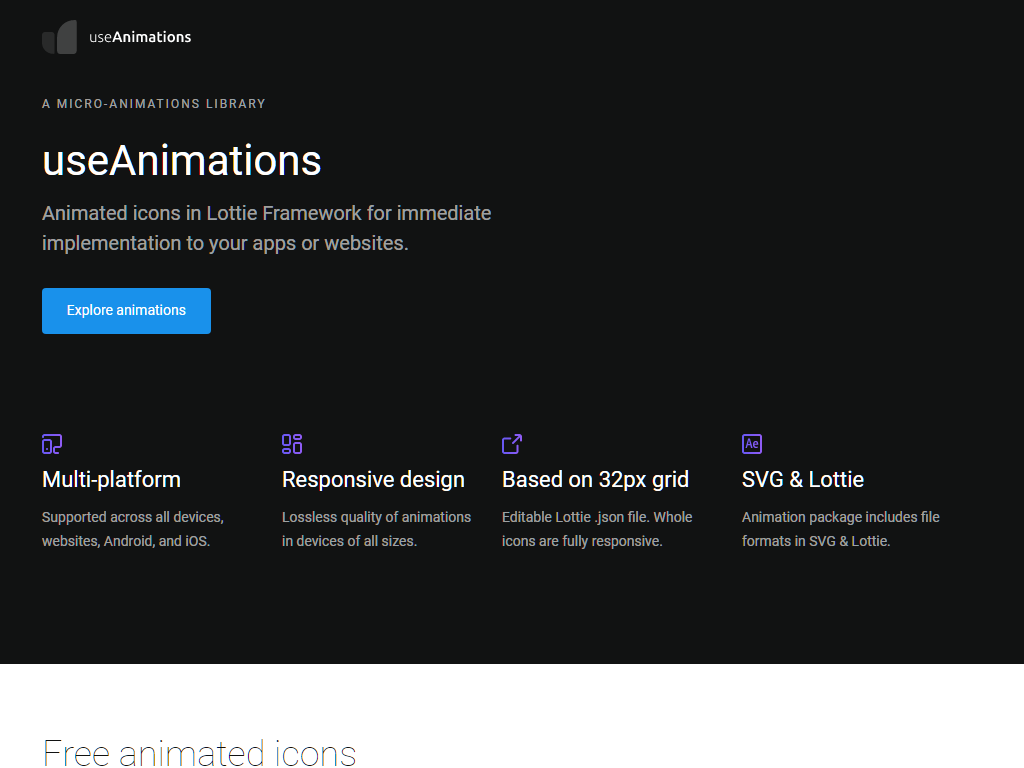 useAnimations
A MICRO-ANIMATIONS LIBRARY
useAnimations
Animated icons in Lottie Framework for immediate
implementation to your apps or websites.
Explore animations
Multi-platform
Supported across all devices,
websites, Android, and iOS.
Responsive design
Lossless quality of animations
in devices of all sizes.
Based on 32px grid
Editable Lottie .json file. Whole
icons are fully responsive.
Ae
SVG & Lottie
Animation package includes file
formats in SVG & Lottie.
Free animated icons